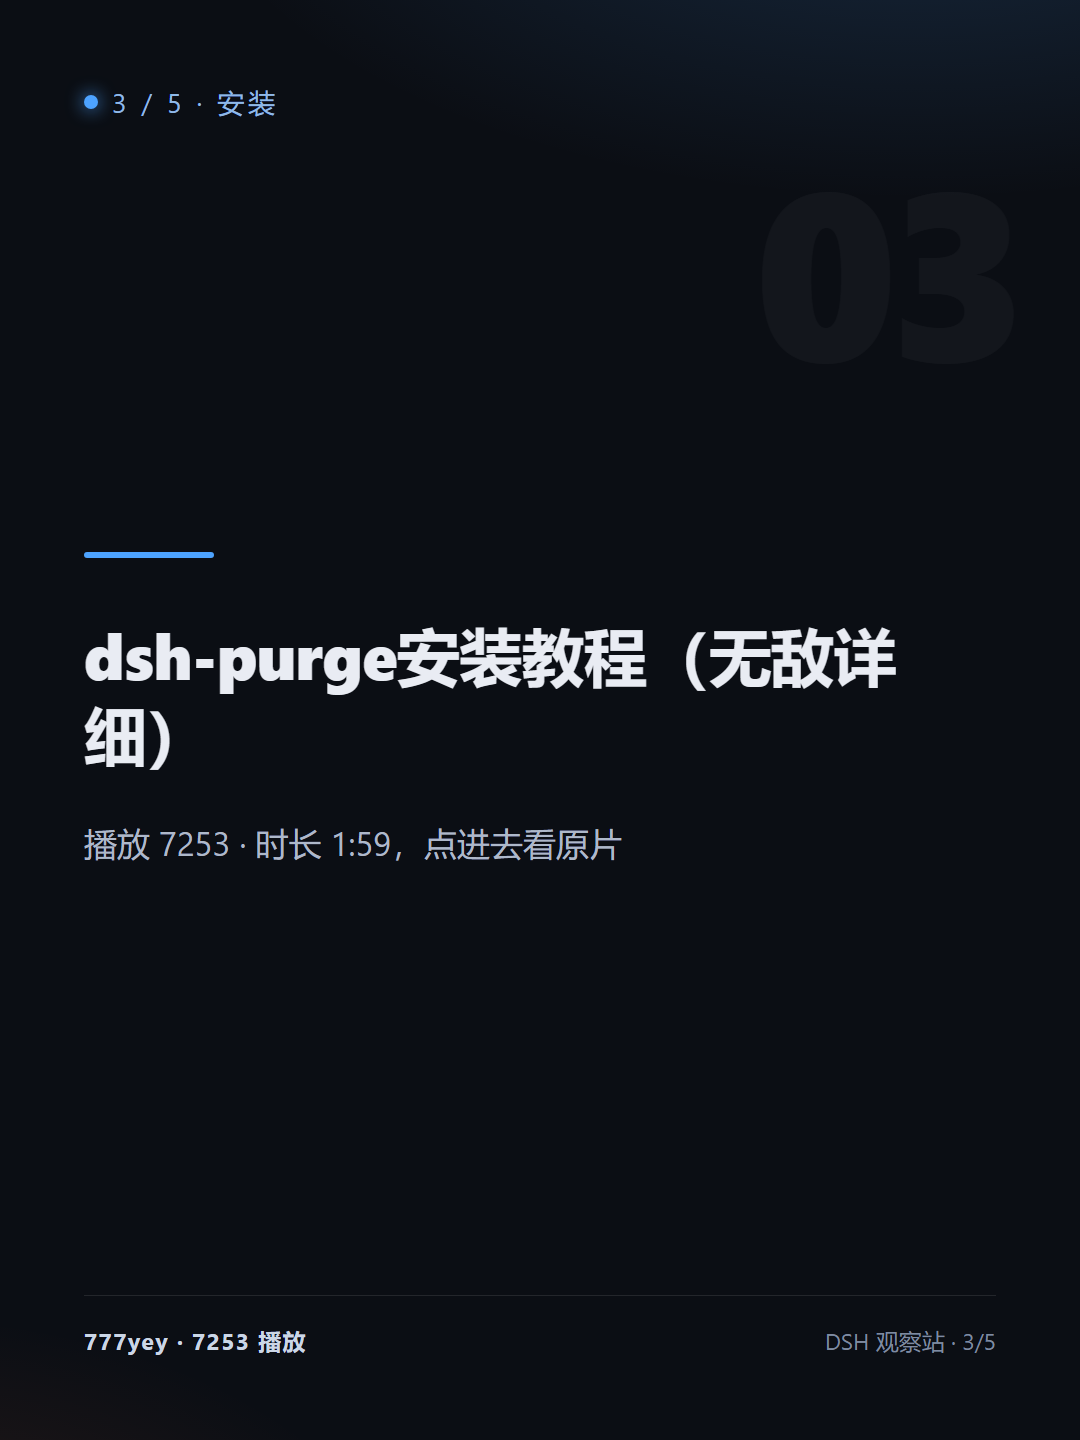 3 / 5 · 安装
03
dsh-purge安装教程（无敌详
细）
播放 7253 · 时长 1:59，点进去看原片
777yey · 7253 播放
DSH 观察站 · 3/5